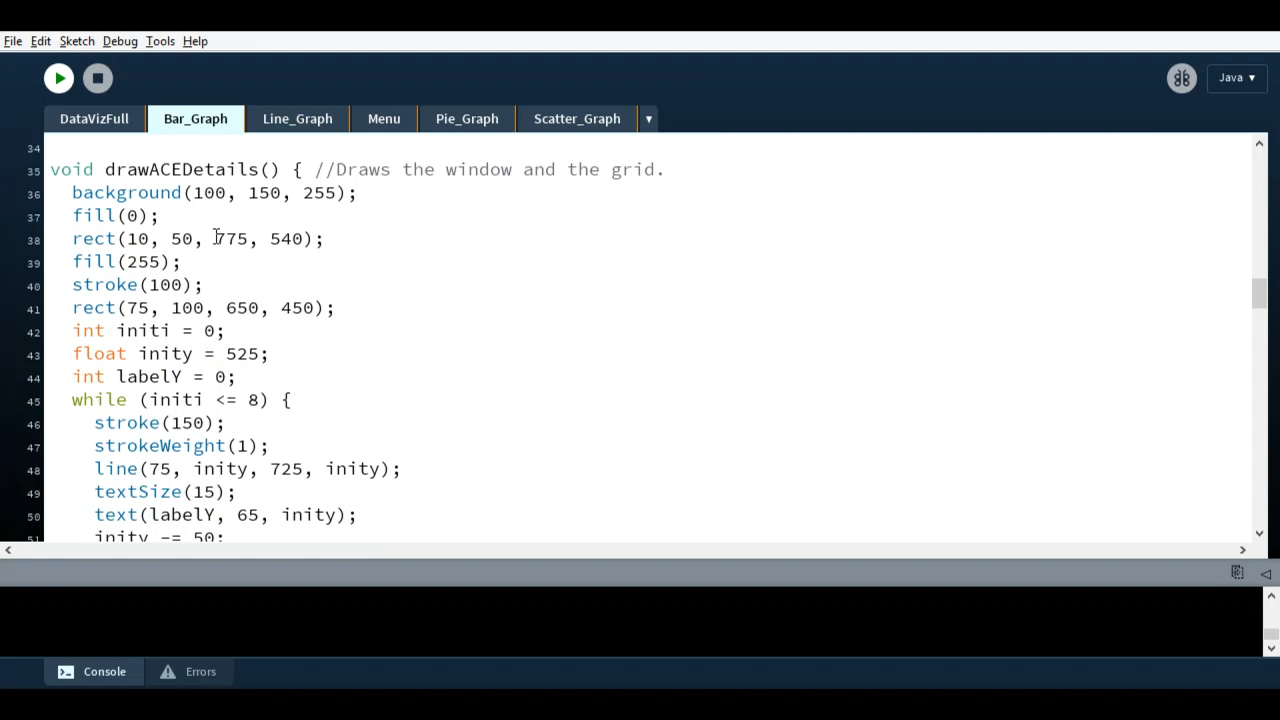 File Edit Sketch Debug Tools Help
Java ▾
DataVizFull Bar_Graph Line_Graph Menu Pie_Graph Scatter_Graph ▾
34
35 void drawACEDetails() { //Draws the window and the grid.
36 background(100, 150, 255);
37 fill(0);
38 rect(10, 50, 775, 540);
39 fill(255);
40 stroke(100);
41 rect(75, 100, 650, 450);
42 int initi = 0;
43 float inity = 525;
44 int labelY = 0;
45 while (initi <= 8) {
46 stroke(150);
47 strokeWeight(1);
48 line(75, inity, 725, inity);
49 textSize(15);
50 text(labelY, 65, inity);
51 inity -= 50;
Console Errors